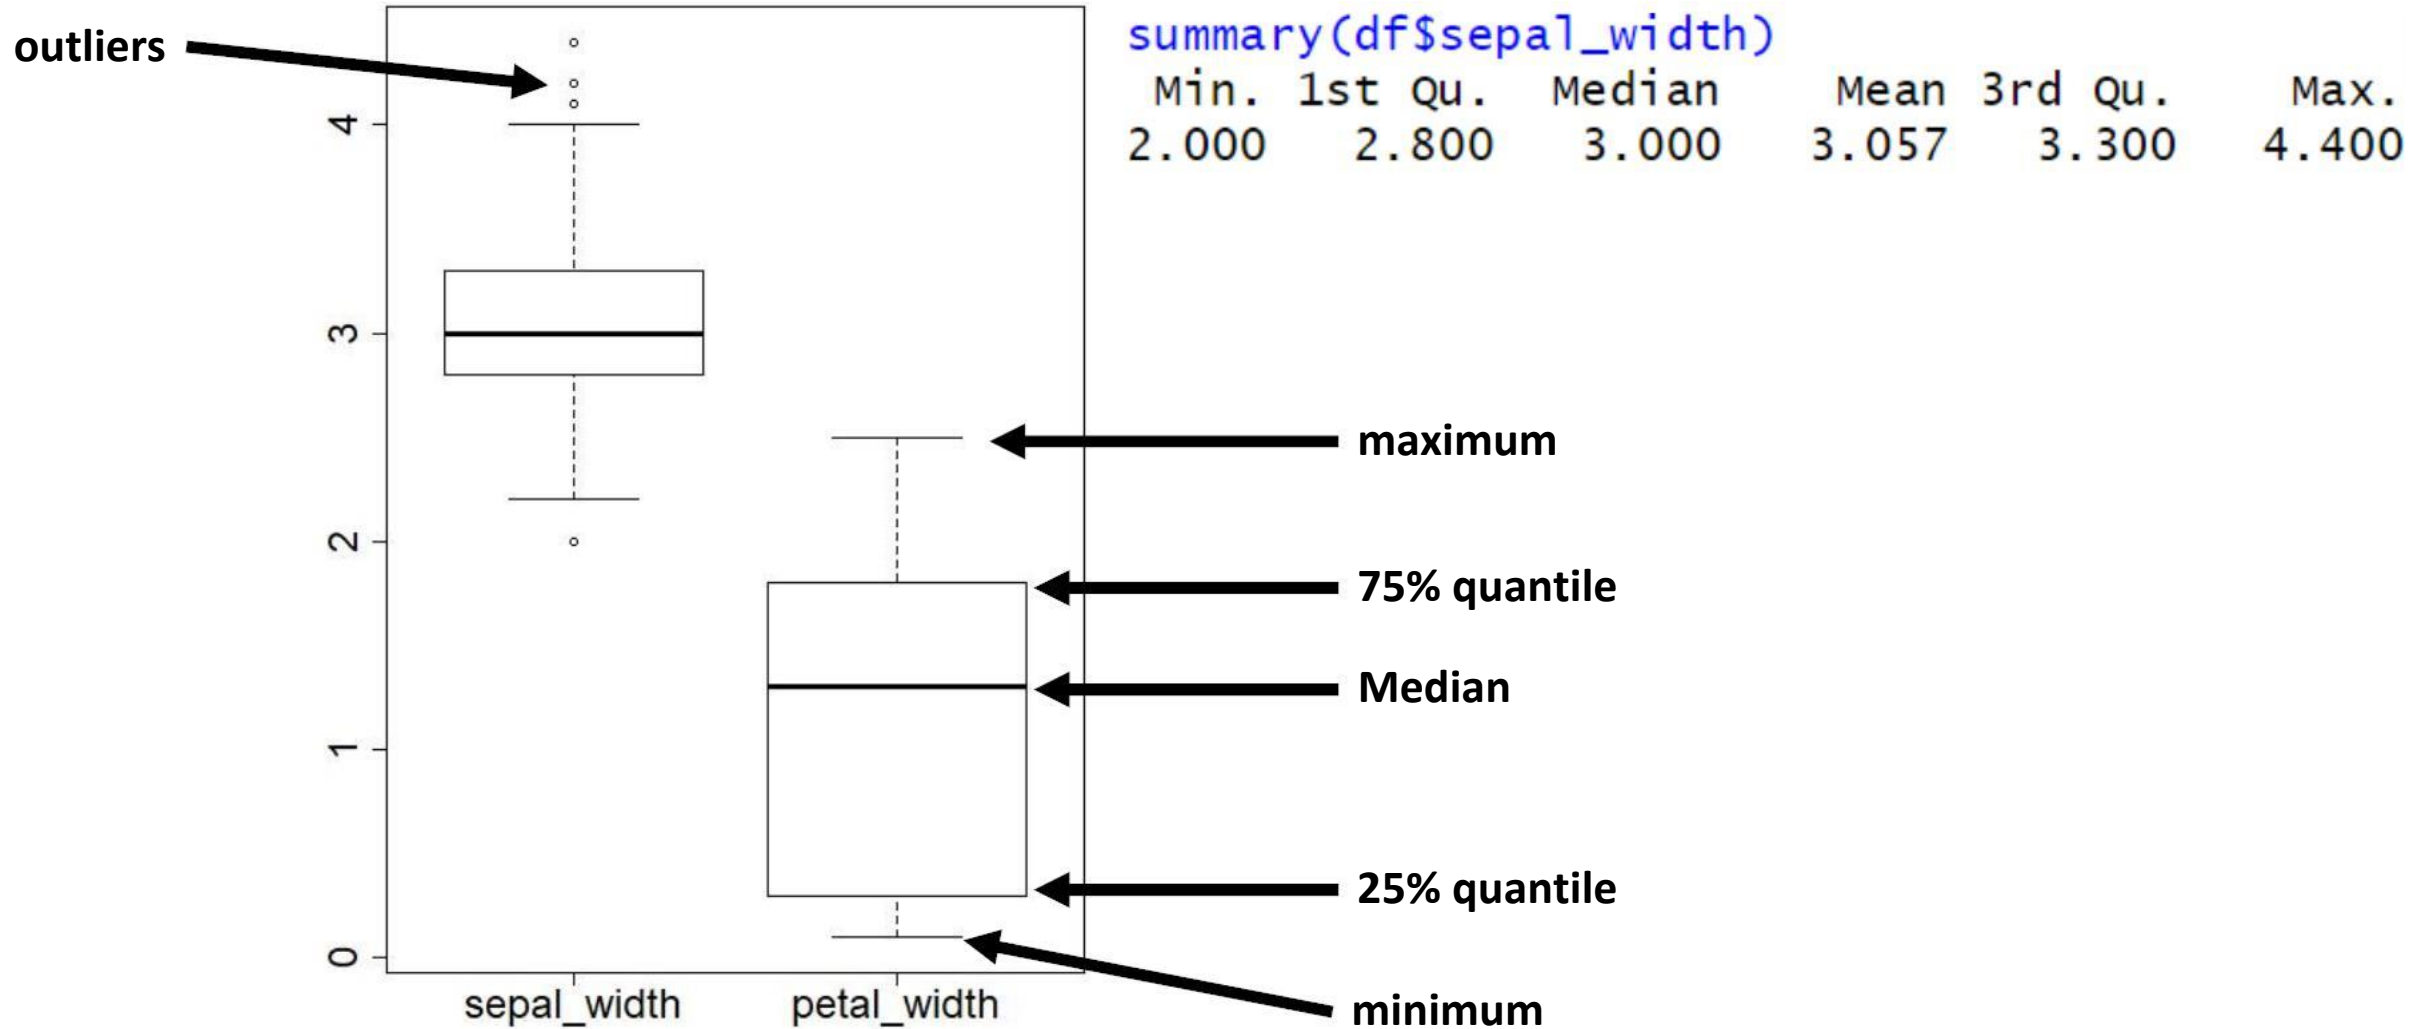 outliers
summary(df$sepal_width)
Min. 1st Qu. Median Mean 3rd Qu. Max.
2.000 2.800 3.000 3.057 3.300 4.400
4
3
2
1
0
maximum
75% quantile
Median
25% quantile
minimum
sepal_width petal_width